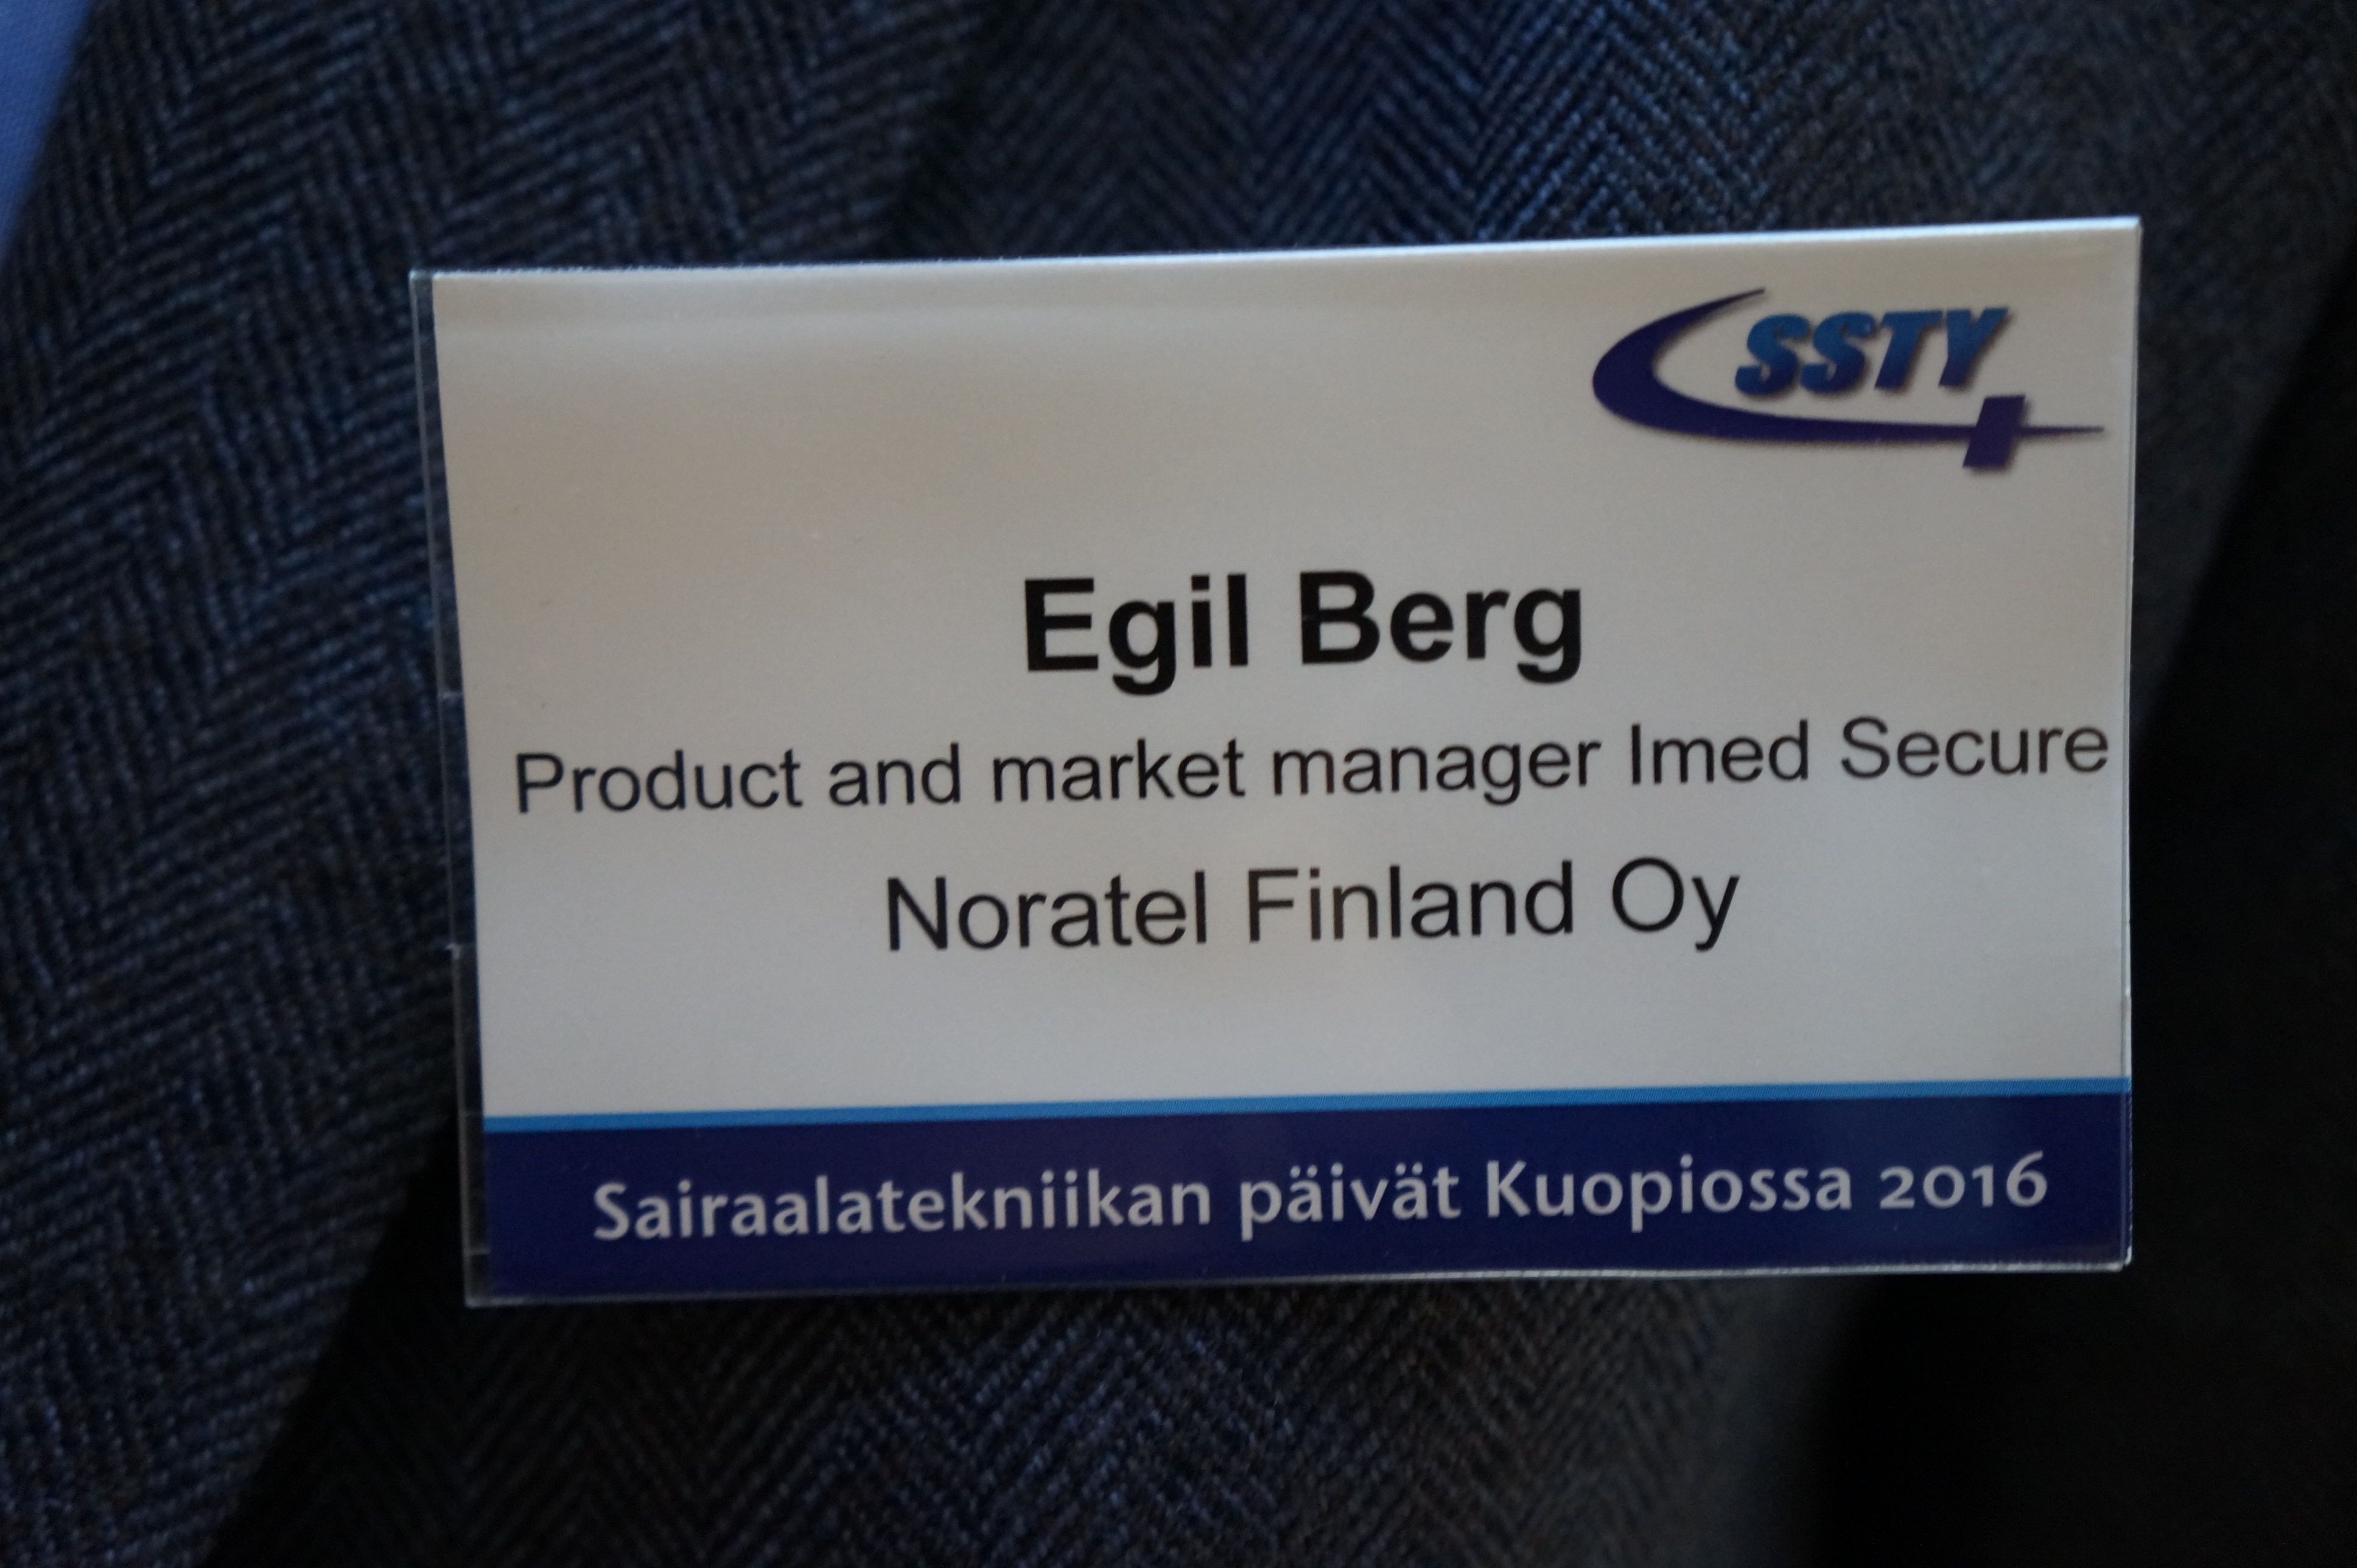 SSTY
Egil Berg
Product and market manager Imed Secure
Noratel Finland Oy
Sairaalatekniikan päivät Kuopiossa 2016